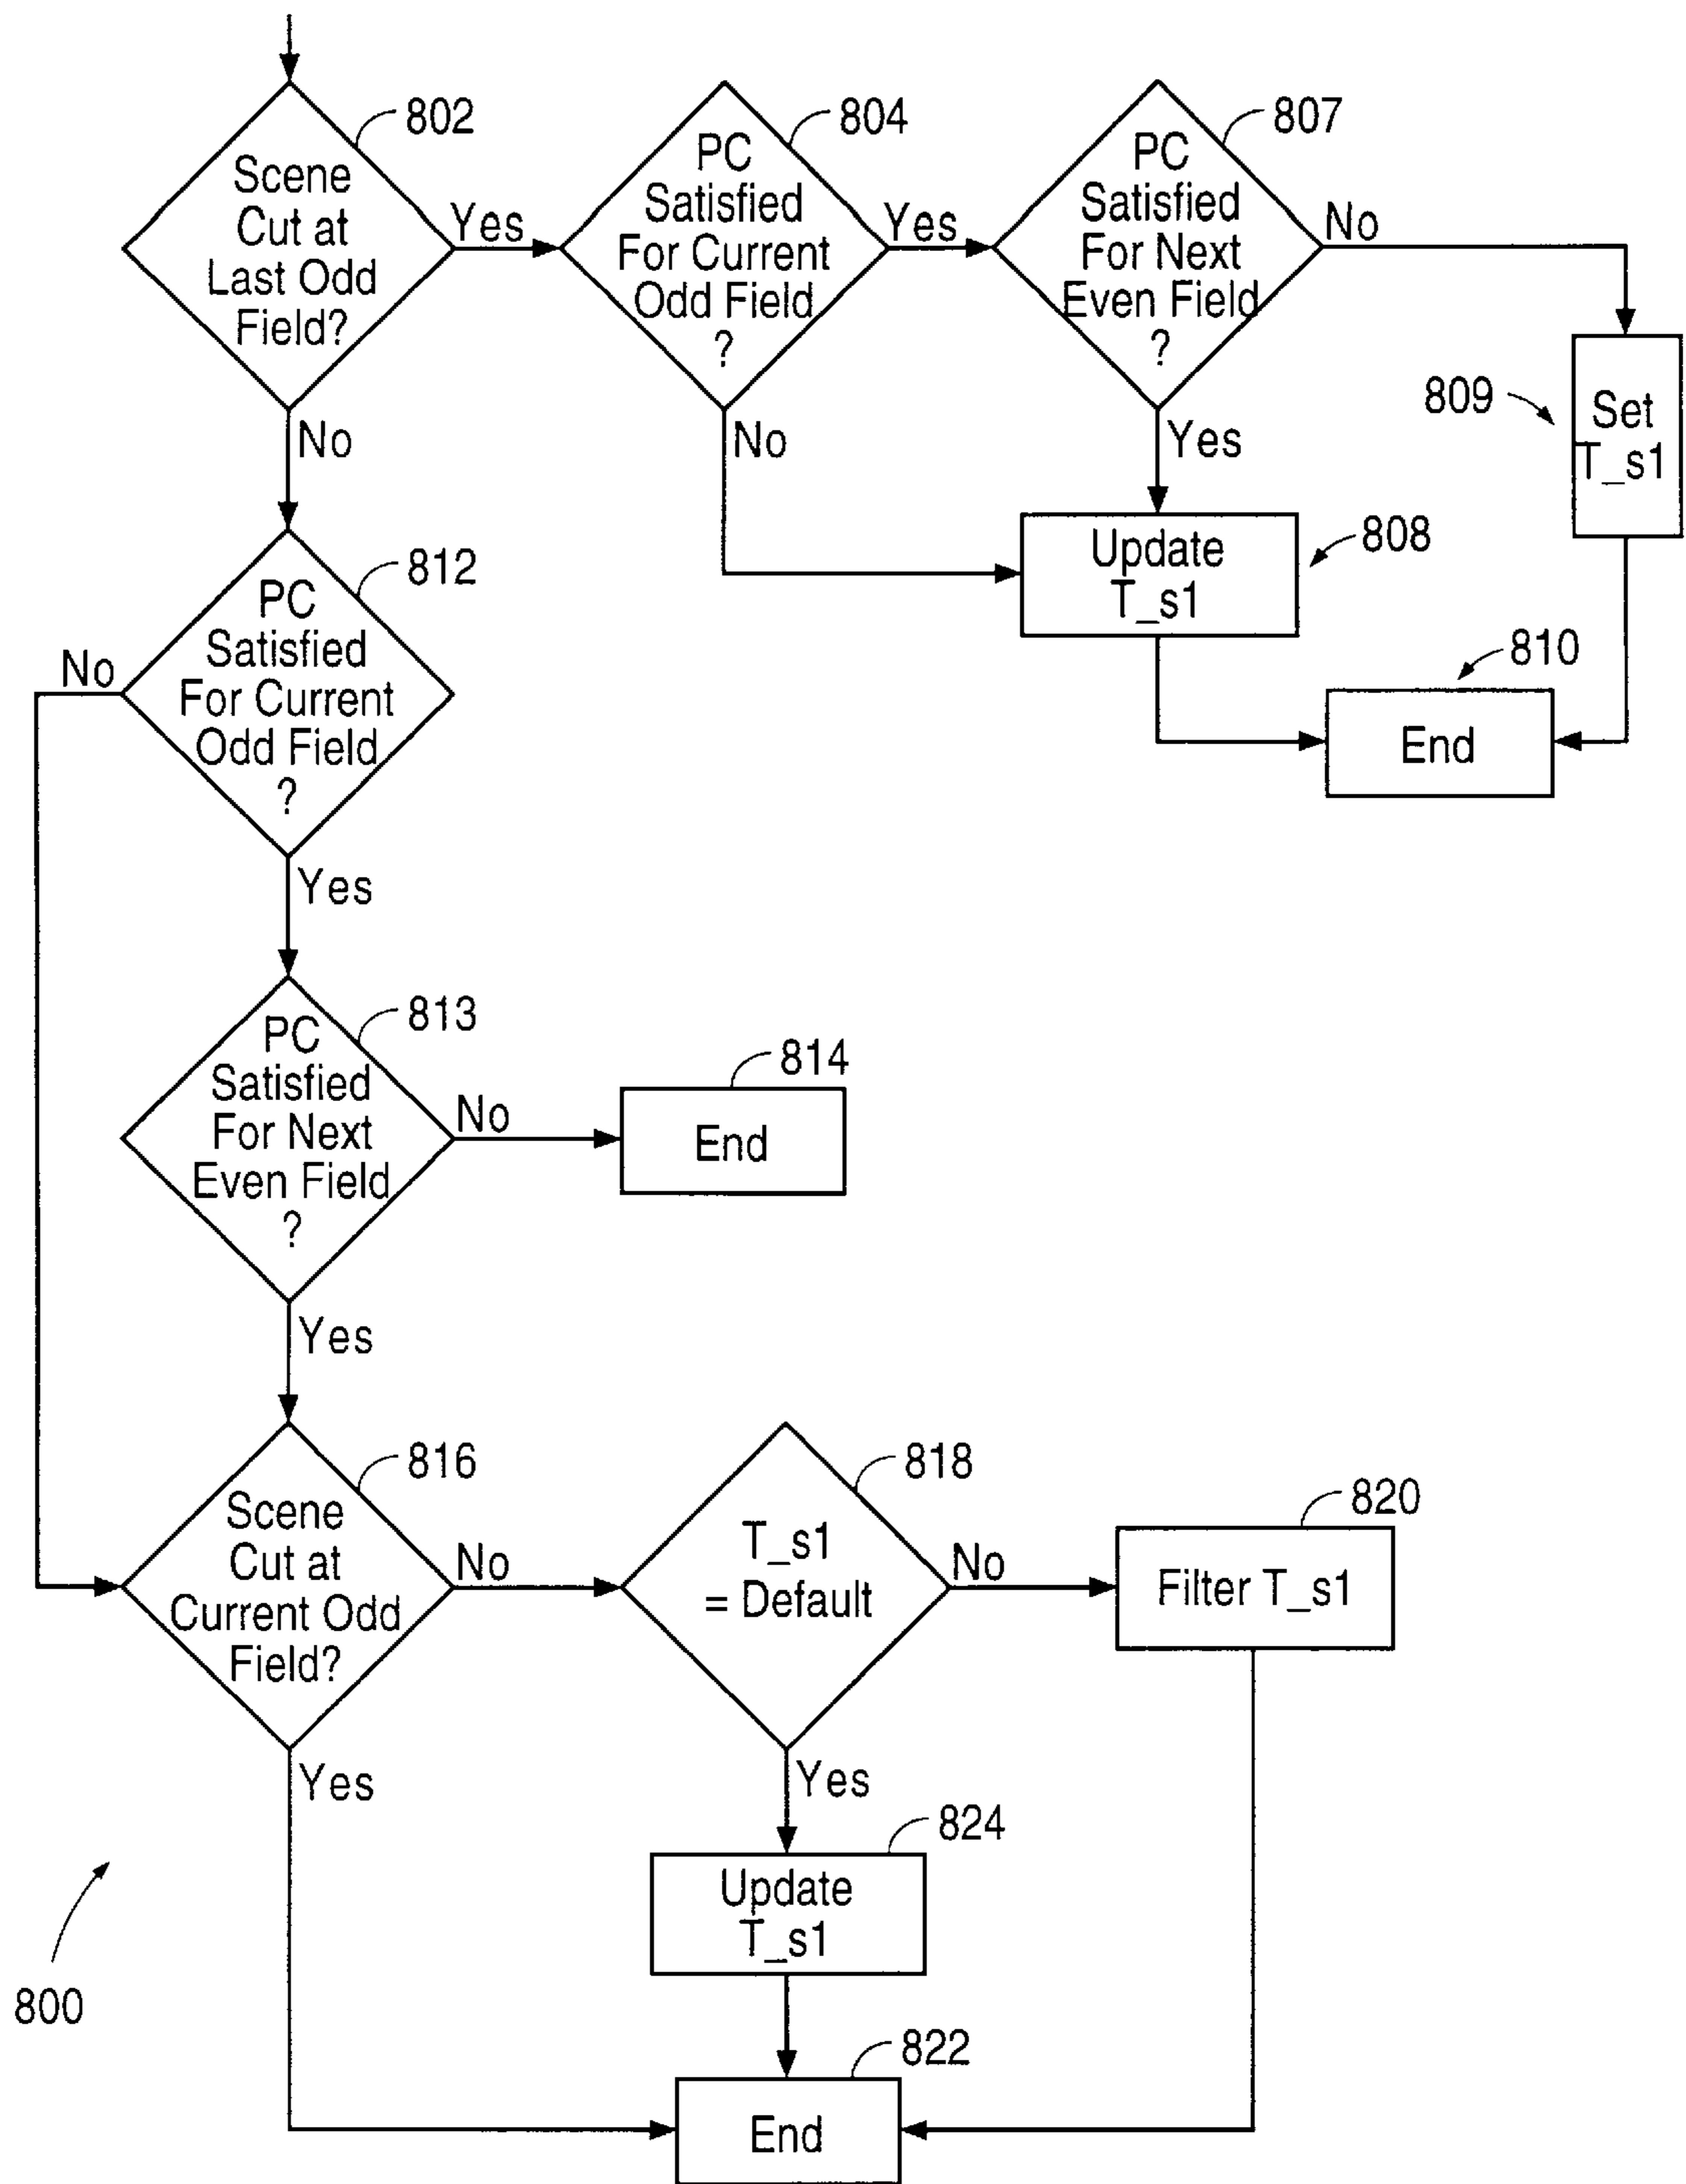 802
Scene
Cut at
Last Odd
Field?
Yes
No
804
PC
Satisfied
For Current
Odd Field
?
Yes
No
807
PC
Satisfied
For Next
Even Field
?
No
Yes
809
Set
T_s1
Update
T_s1
808
810
End
812
PC
Satisfied
For Current
Odd Field
?
No
Yes
813
PC
Satisfied
For Next
Even Field
?
No
Yes
814
End
816
Scene
Cut at
Current Odd
Field?
No
Yes
818
T_s1
= Default
No
Yes
820
Filter T_s1
824
Update
T_s1
822
End
800